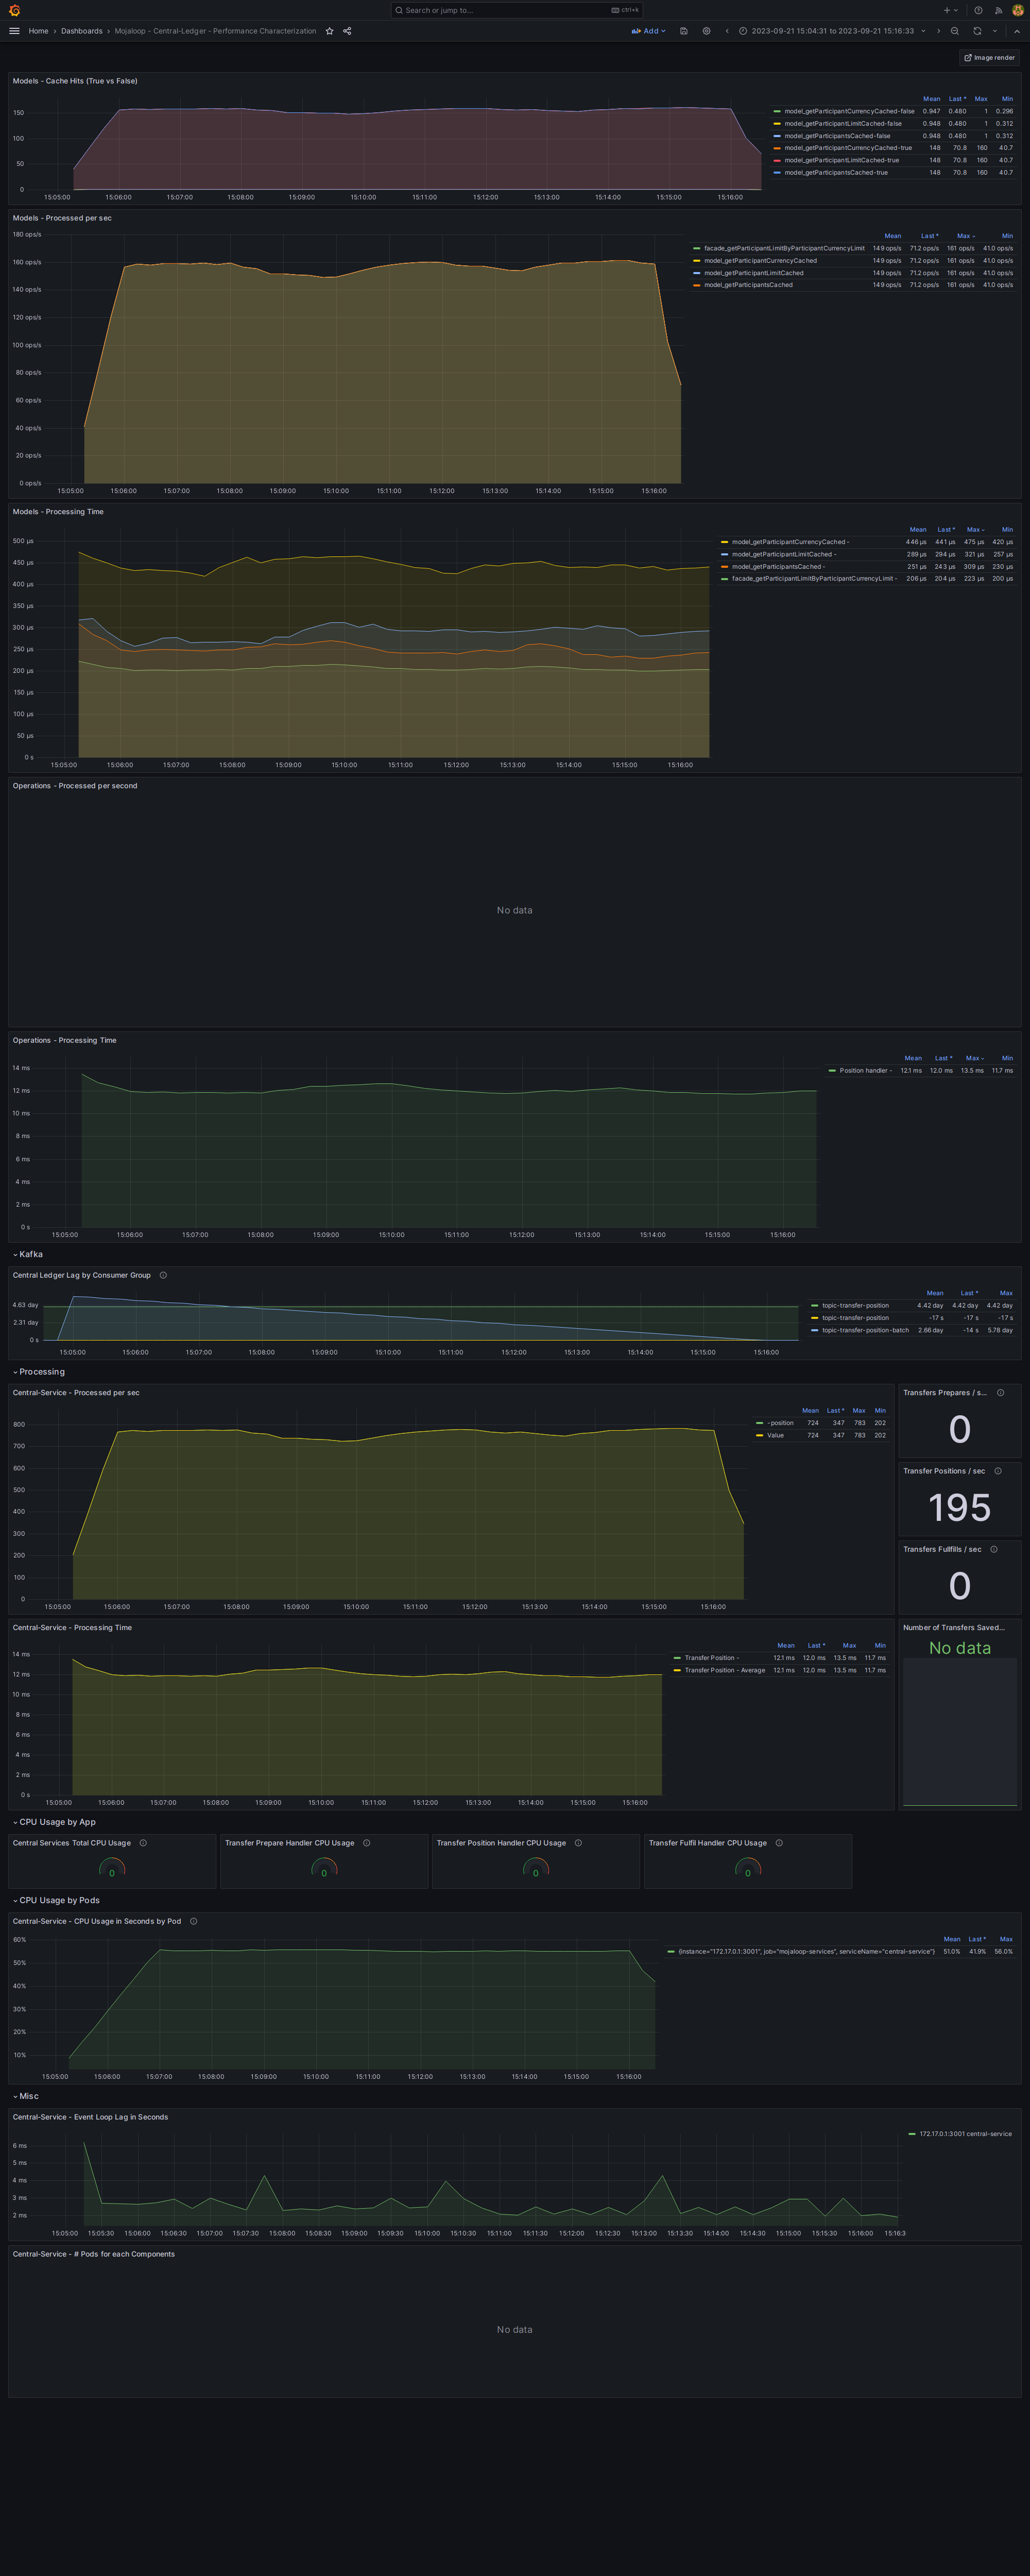 Search or jump to... ctrl+k
Home › Dashboards › Mojaloop - Central-Ledger - Performance Characterization Add 2023-09-21 15:04:31 to 2023-09-21 15:16:33
Image render
Models - Cache Hits (True vs False)
150
100
50
0
15:05:00 15:06:00 15:07:00 15:08:00 15:09:00 15:10:00 15:11:00 15:12:00 15:13:00 15:14:00 15:15:00 15:16:00
Mean Last * Max Min
model_getParticipantCurrencyCached-false 0.947 0.480 1 0.296
model_getParticipantLimitCached-false 0.948 0.480 1 0.312
model_getParticipantsCached-false 0.948 0.480 1 0.312
model_getParticipantCurrencyCached-true 148 70.8 160 40.7
model_getParticipantLimitCached-true 148 70.8 160 40.7
model_getParticipantsCached-true 148 70.8 160 40.7
Models - Processed per sec
180 ops/s
160 ops/s
140 ops/s
120 ops/s
100 ops/s
80 ops/s
60 ops/s
40 ops/s
20 ops/s
0 ops/s
15:05:00 15:06:00 15:07:00 15:08:00 15:09:00 15:10:00 15:11:00 15:12:00 15:13:00 15:14:00 15:15:00 15:16:00
Mean Last * Max Min
facade_getParticipantLimitByParticipantCurrencyLimit 149 ops/s 71.2 ops/s 161 ops/s 41.0 ops/s
model_getParticipantCurrencyCached 149 ops/s 71.2 ops/s 161 ops/s 41.0 ops/s
model_getParticipantLimitCached 149 ops/s 71.2 ops/s 161 ops/s 41.0 ops/s
model_getParticipantsCached 149 ops/s 71.2 ops/s 161 ops/s 41.0 ops/s
Models - Processing Time
500 µs
450 µs
400 µs
350 µs
300 µs
250 µs
200 µs
150 µs
100 µs
50 µs
0 s
15:05:00 15:06:00 15:07:00 15:08:00 15:09:00 15:10:00 15:11:00 15:12:00 15:13:00 15:14:00 15:15:00 15:16:00
Mean Last * Max Min
model_getParticipantCurrencyCached - 446 µs 441 µs 475 µs 420 µs
model_getParticipantLimitCached - 289 µs 294 µs 321 µs 257 µs
model_getParticipantsCached - 251 µs 243 µs 309 µs 230 µs
facade_getParticipantLimitByParticipantCurrencyLimit - 206 µs 204 µs 223 µs 200 µs
Operations - Processed per second
No data
Operations - Processing Time
14 ms
12 ms
10 ms
8 ms
6 ms
4 ms
2 ms
0 s
15:05:00 15:06:00 15:07:00 15:08:00 15:09:00 15:10:00 15:11:00 15:12:00 15:13:00 15:14:00 15:15:00 15:16:00
Mean Last * Max Min
Position handler - 12.1 ms 12.0 ms 13.5 ms 11.7 ms
Kafka
Central Ledger Lag by Consumer Group
4.63 day
2.31 day
0 s
15:05:00 15:06:00 15:07:00 15:08:00 15:09:00 15:10:00 15:11:00 15:12:00 15:13:00 15:14:00 15:15:00 15:16:00
Mean Last * Max
topic-transfer-position 4.42 day 4.42 day 4.42 day
topic-transfer-position -17 s -17 s -17 s
topic-transfer-position-batch 2.66 day -14 s 5.78 day
Processing
Central-Service - Processed per sec
800
700
600
500
400
300
200
100
0
15:05:00 15:06:00 15:07:00 15:08:00 15:09:00 15:10:00 15:11:00 15:12:00 15:13:00 15:14:00 15:15:00 15:16:00
Mean Last * Max Min
-position 724 347 783 202
Value 724 347 783 202
Transfers Prepares / s...
0
Transfer Positions / sec
195
Transfers Fullfills / sec
0
Central-Service - Processing Time
14 ms
12 ms
10 ms
8 ms
6 ms
4 ms
2 ms
0 s
15:05:00 15:06:00 15:07:00 15:08:00 15:09:00 15:10:00 15:11:00 15:12:00 15:13:00 15:14:00 15:15:00 15:16:00
Mean Last * Max Min
Transfer Position - 12.1 ms 12.0 ms 13.5 ms 11.7 ms
Transfer Position - Average 12.1 ms 12.0 ms 13.5 ms 11.7 ms
Number of Transfers Saved...
No data
CPU Usage by App
Central Services Total CPU Usage
0
Transfer Prepare Handler CPU Usage
0
Transfer Position Handler CPU Usage
0
Transfer Fulfil Handler CPU Usage
0
CPU Usage by Pods
Central-Service - CPU Usage in Seconds by Pod
60%
50%
40%
30%
20%
10%
15:05:00 15:06:00 15:07:00 15:08:00 15:09:00 15:10:00 15:11:00 15:12:00 15:13:00 15:14:00 15:15:00 15:16:00
Mean Last * Max
{instance="172.17.0.1:3001", job="mojaloop-services", serviceName="central-service"} 51.0% 41.9% 56.0%
Misc
Central-Service - Event Loop Lag in Seconds
6 ms
5 ms
4 ms
3 ms
2 ms
15:05:00 15:05:30 15:06:00 15:06:30 15:07:00 15:07:30 15:08:00 15:08:30 15:09:00 15:09:30 15:10:00 15:10:30 15:11:00 15:11:30 15:12:00 15:12:30 15:13:00 15:13:30 15:14:00 15:14:30 15:15:00 15:15:30 15:16:00 15:16:3
172.17.0.1:3001 central-service
Central-Service - # Pods for each Components
No data